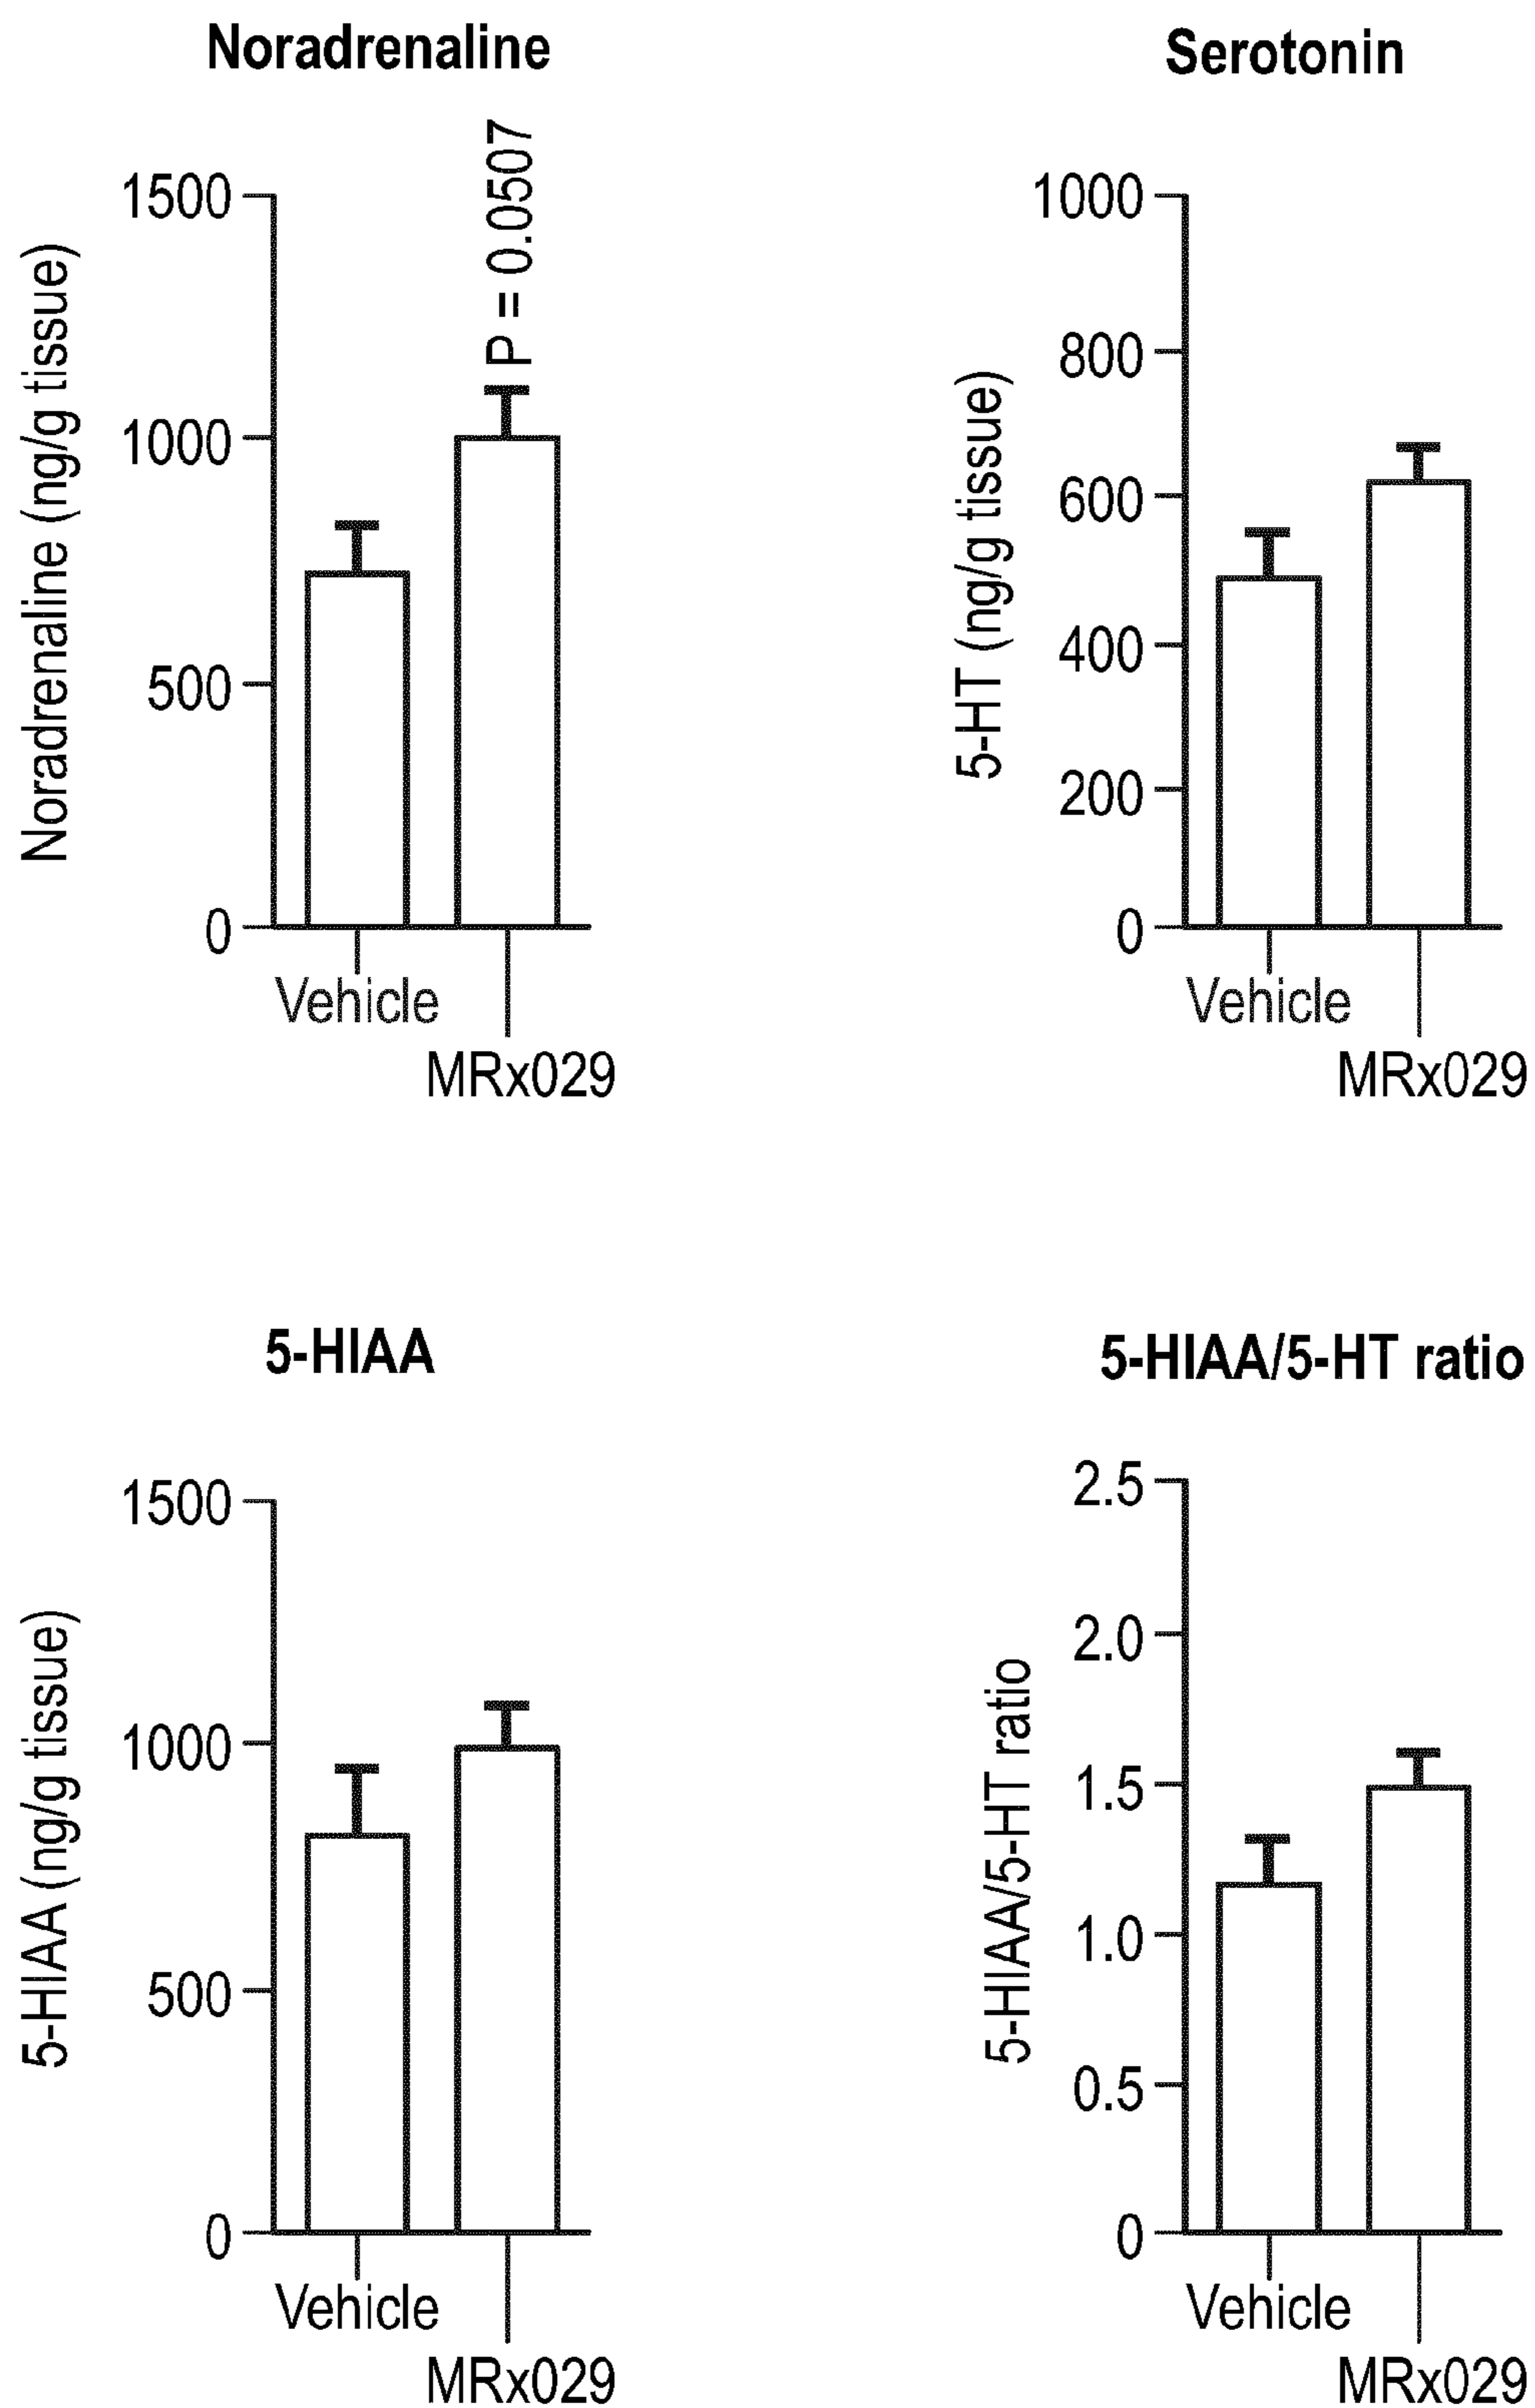 Noradrenaline
Noradrenaline (ng/g tissue)
1500
1000
500
0
P = 0.0507
Vehicle
MRx029
Serotonin
5-HT (ng/g tissue)
1000
800
600
400
200
0
Vehicle
MRx029
5-HIAA
5-HIAA (ng/g tissue)
1500
1000
500
0
Vehicle
MRx029
5-HIAA/5-HT ratio
5-HIAA/5-HT ratio
2.5
2.0
1.5
1.0
0.5
0
Vehicle
MRx029